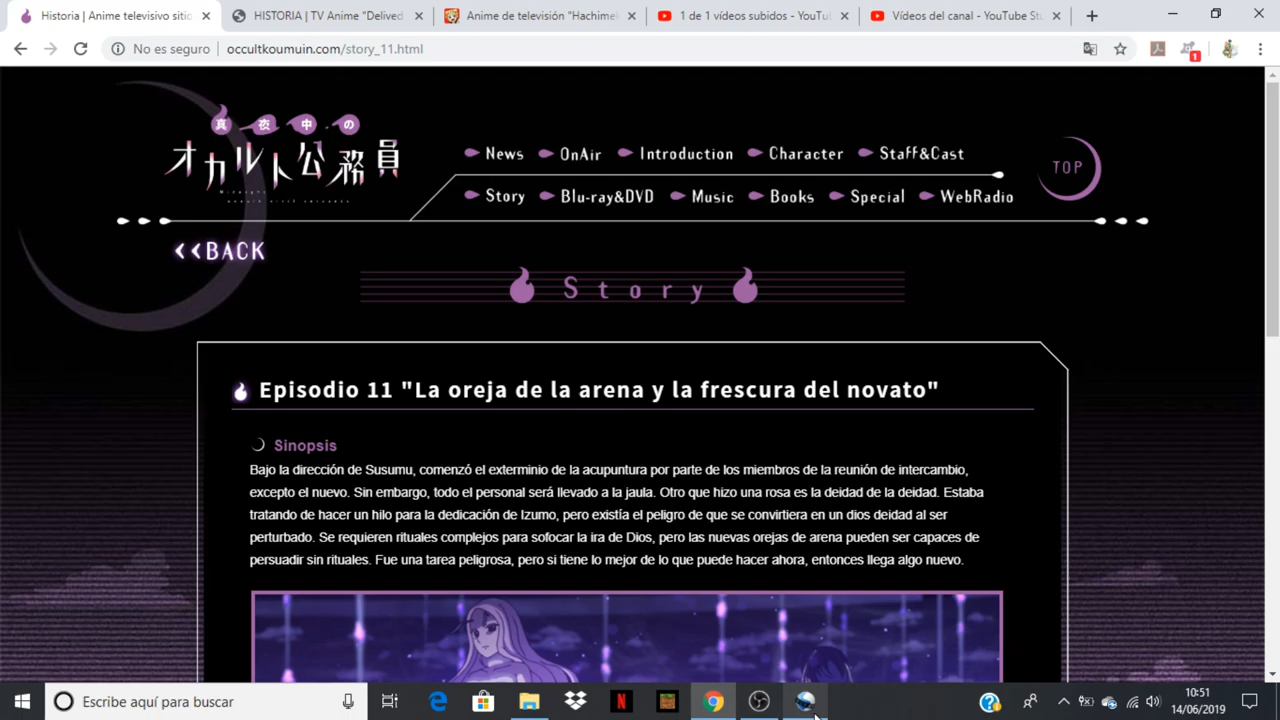 Anime televisivo sitio
Historia | Anime televisivo sitio
HISTORIA | TV Anime "Delived
Anime de televisión "Hachimek
1 de 1 vídeos subidos - YouTu
Vídeos del canal - YouTube Stu
No es seguro
occultkoumuin.com/story_11.html
1
真夜中の
オカルト公務員
News
OnAir
Introduction
Character
Staff&Cast
TOP
Story
Blu-ray&DVD
Music
Books
Special
WebRadio
<<BACK
Story
Episodio 11 "La oreja de la arena y la frescura del novato"
Sinopsis
Bajo la dirección de Susumu, comenzó el exterminio de la acupuntura por parte de los miembros de la reunión de intercambio,
excepto el nuevo. Sin embargo, todo el personal será llevado a la jaula. Otro que hizo una rosa es la deidad de la deidad. Estaba
tratando de hacer un hilo para la dedicación de Izumo, pero existía el peligro de que se convirtiera en un dios deidad al ser
perturbado. Se requieren rituales complejos para sofocar la ira de Dios, pero las nuevas orejas de arena pueden ser capaces de
persuadir sin rituales. Fue una tarea peligrosa, pero si tiene lo mejor de lo que puede hacer ahora, entonces llega algo nuevo.
Escribe aquí para buscar
10:51
14/06/2019